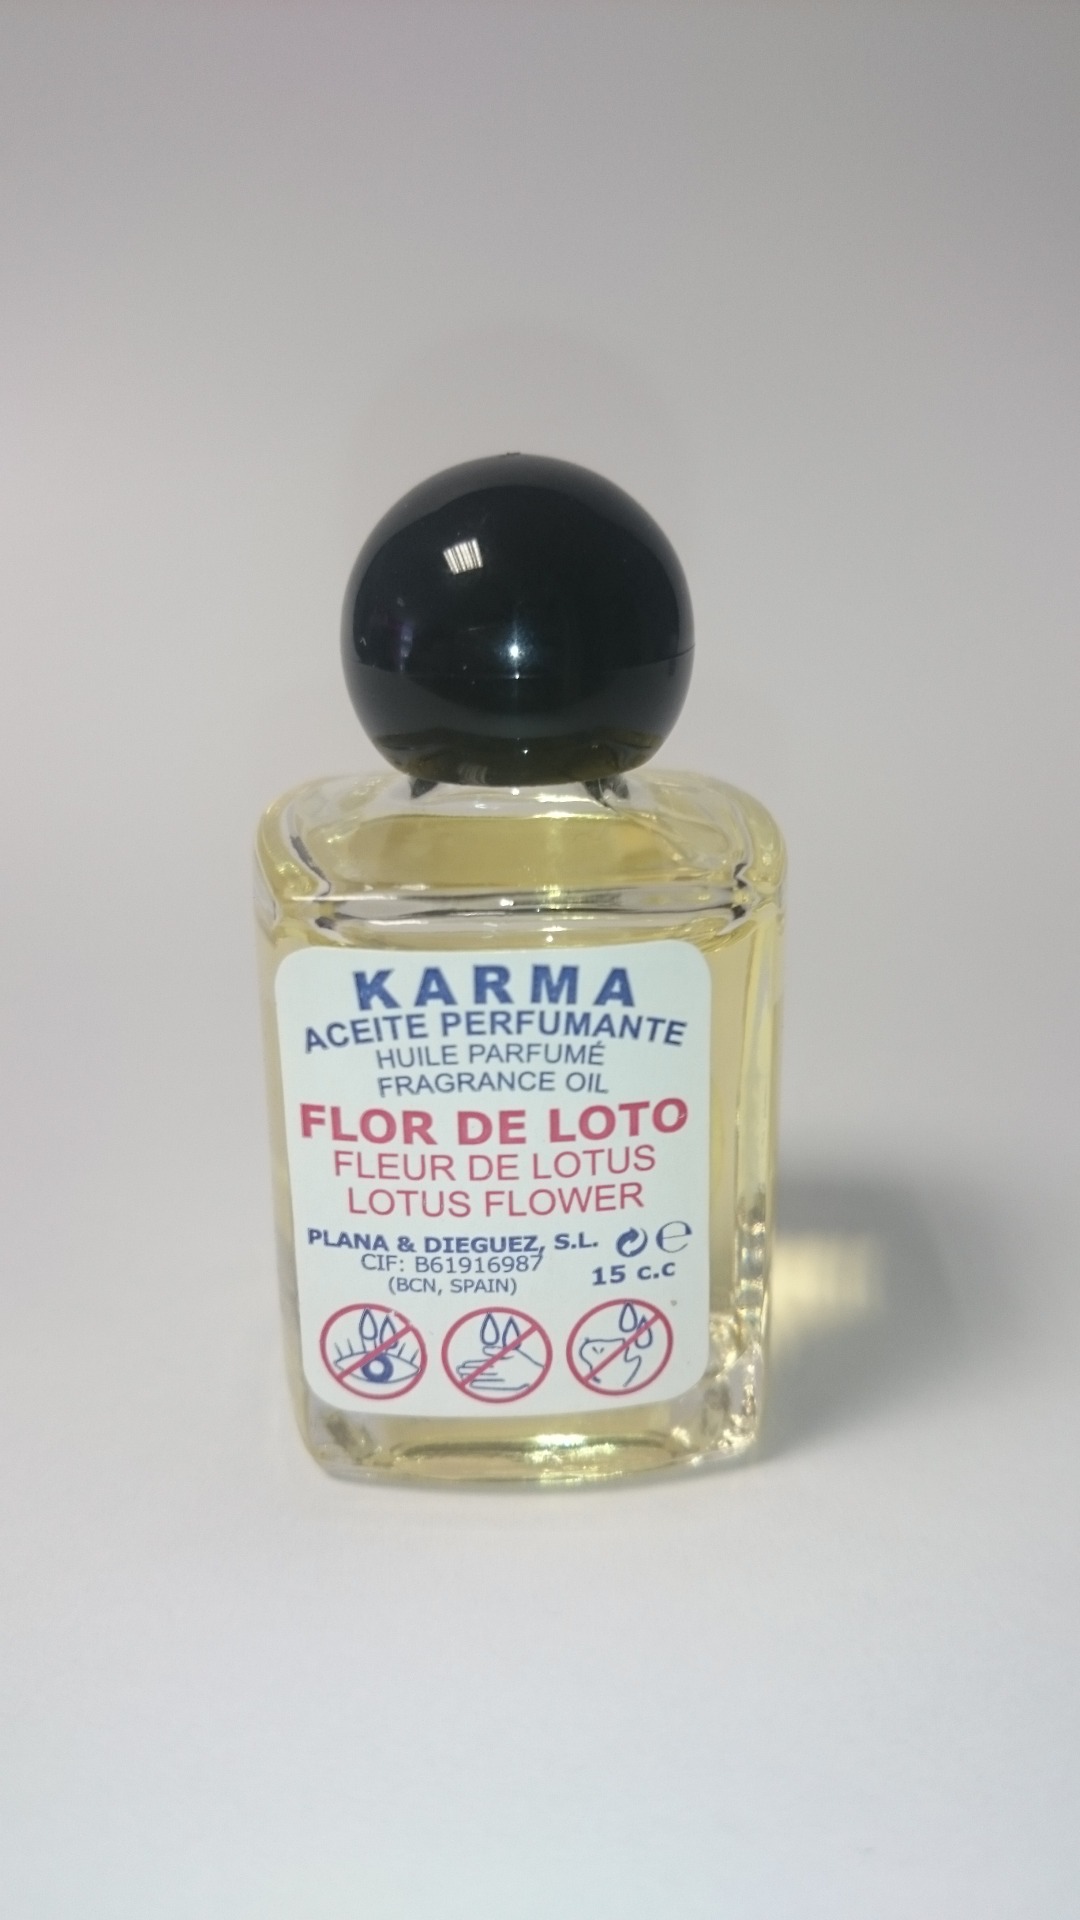 KARMA
ACEITE PERFUMANTE
HUILE PARFUMÉ
FRAGRANCE OIL
FLOR DE LOTO
FLEUR DE LOTUS
LOTUS FLOWER
PLANA & DIEGUEZ, S.L. ℮
CIF: B61916987
(BCN, SPAIN)
15 c.c